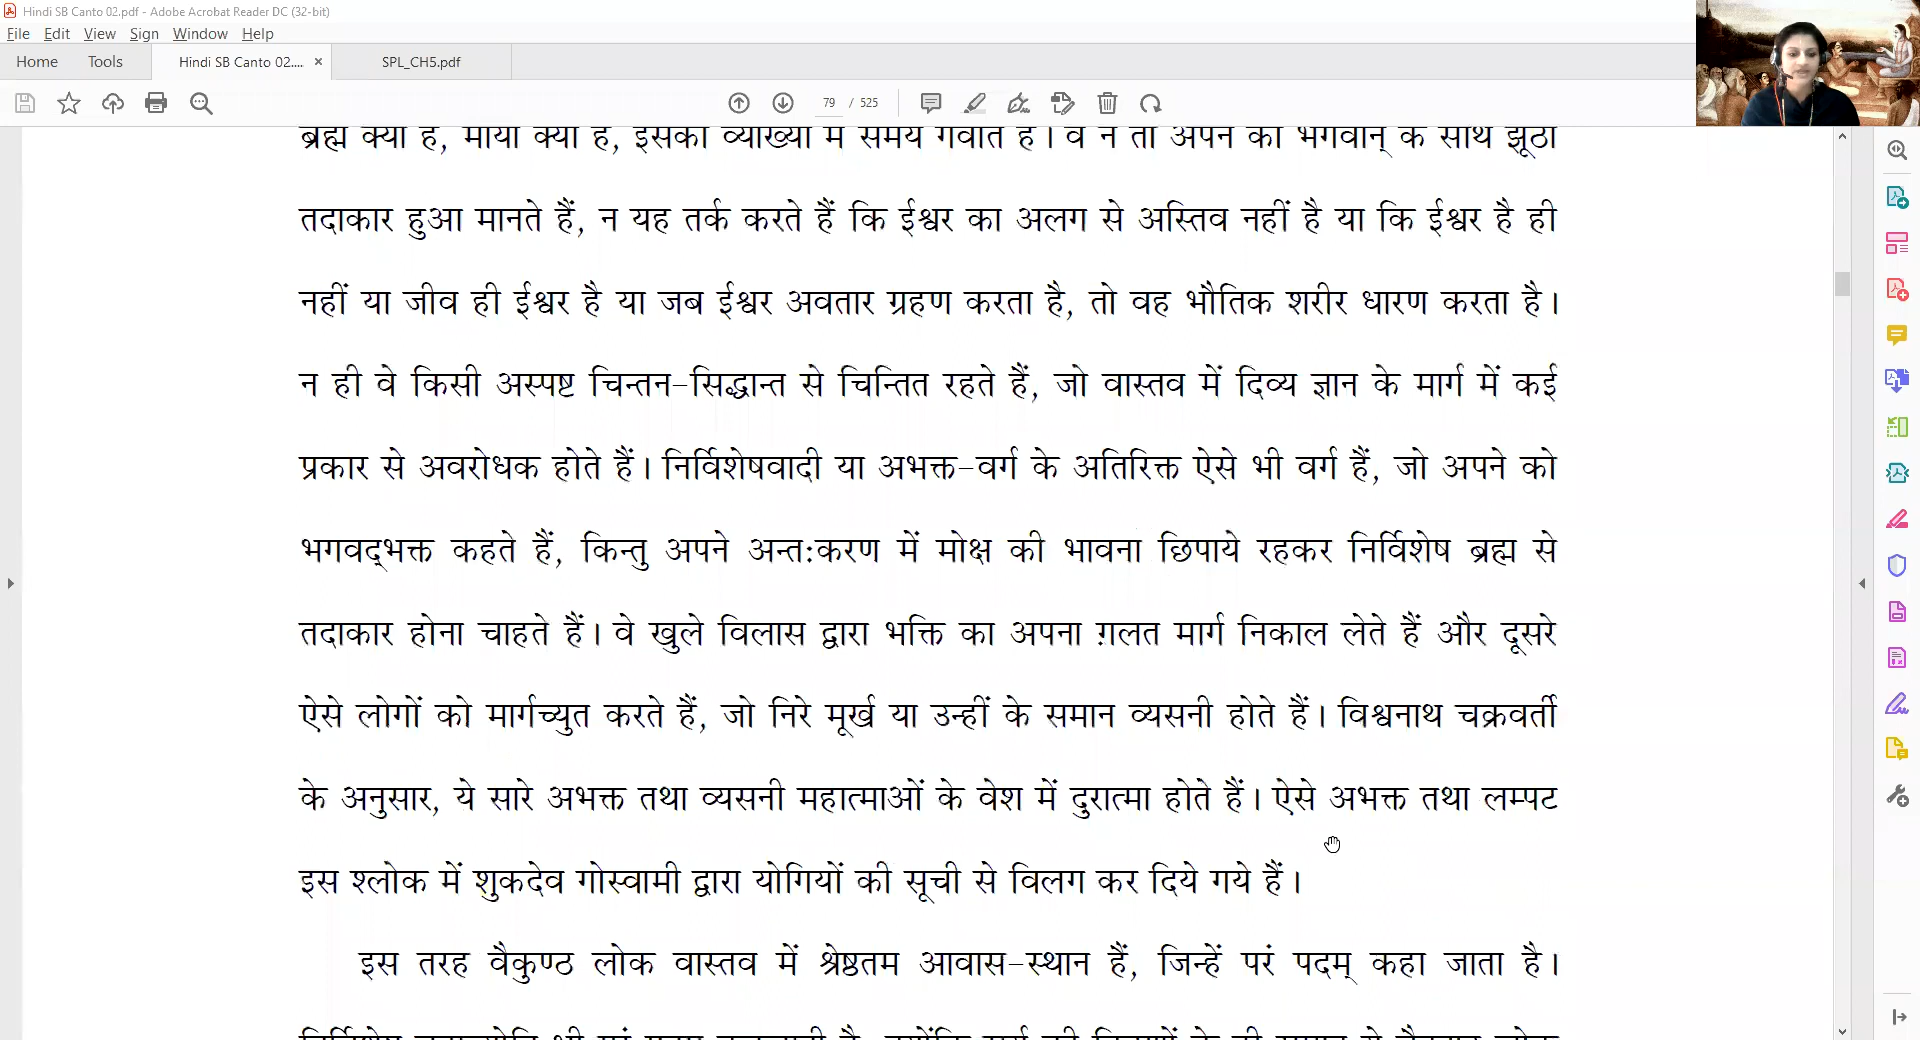 Hindi SB Canto 02.pdf - Adobe Acrobat Reader DC (32-bit)
File Edit View Sign Window Help
Home Tools Hindi SB Canto 02.... × SPL_CH5.pdf
79 / 525
ब्रह्म क्या है, माया क्या है, इसकी व्याख्या में समय गँवाते हैं। वे न तो अपने को भगवान् के साथ झूठा
तदाकार हुआ मानते हैं, न यह तर्क करते हैं कि ईश्वर का अलग से अस्तिव नहीं है या कि ईश्वर है ही
नहीं या जीव ही ईश्वर है या जब ईश्वर अवतार ग्रहण करता है, तो वह भौतिक शरीर धारण करता है।
न ही वे किसी अस्पष्ट चिन्तन-सिद्धान्त से चिन्तित रहते हैं, जो वास्तव में दिव्य ज्ञान के मार्ग में कई
प्रकार से अवरोधक होते हैं। निर्विशेषवादी या अभक्त-वर्ग के अतिरिक्त ऐसे भी वर्ग हैं, जो अपने को
भगवद्भक्त कहते हैं, किन्तु अपने अन्त:करण में मोक्ष की भावना छिपाये रहकर निर्विशेष ब्रह्म से
तदाकार होना चाहते हैं। वे खुले विलास द्वारा भक्ति का अपना ग़लत मार्ग निकाल लेते हैं और दूसरे
ऐसे लोगों को मार्गच्युत करते हैं, जो निरे मूर्ख या उन्हीं के समान व्यसनी होते हैं। विश्वनाथ चक्रवर्ती
के अनुसार, ये सारे अभक्त तथा व्यसनी महात्माओं के वेश में दुरात्मा होते हैं। ऐसे अभक्त तथा लम्पट
इस श्लोक में शुकदेव गोस्वामी द्वारा योगियों की सूची से विलग कर दिये गये हैं।
इस तरह वैकुण्ठ लोक वास्तव में श्रेष्ठतम आवास-स्थान हैं, जिन्हें परं पदम् कहा जाता है।